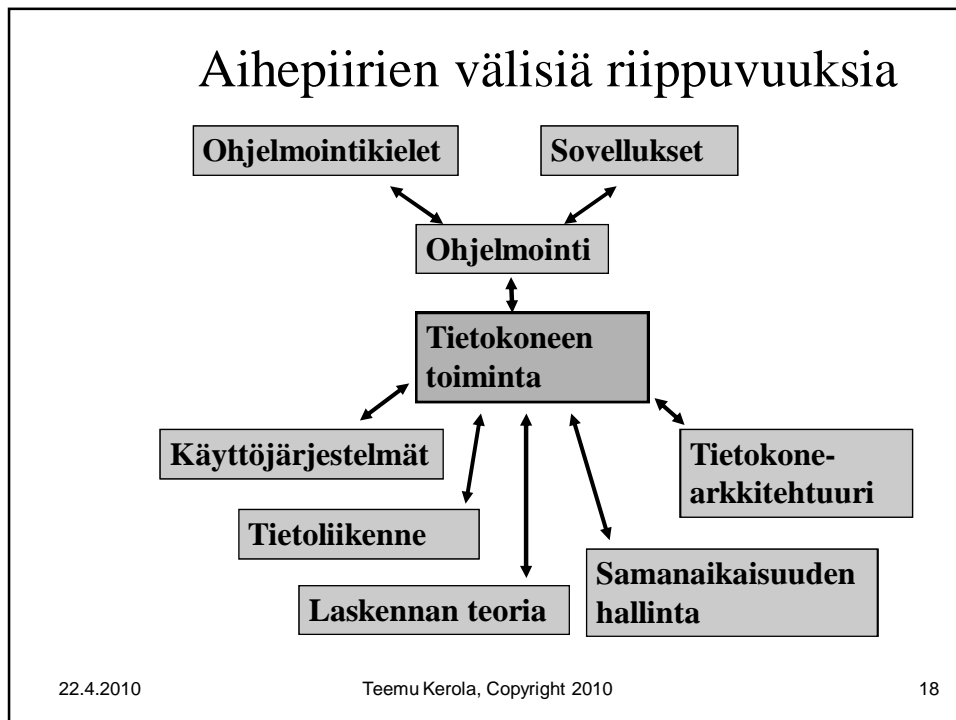 Aihepiirien välisiä riippuvuuksia
Ohjelmointikielet
Sovellukset
Ohjelmointi
Tietokoneen
toiminta
Käyttöjärjestelmät
Tietokone-
arkkitehtuuri
Tietoliikenne
Samanaikaisuuden
hallinta
Laskennan teoria
22.4.2010
Teemu Kerola, Copyright 2010
18